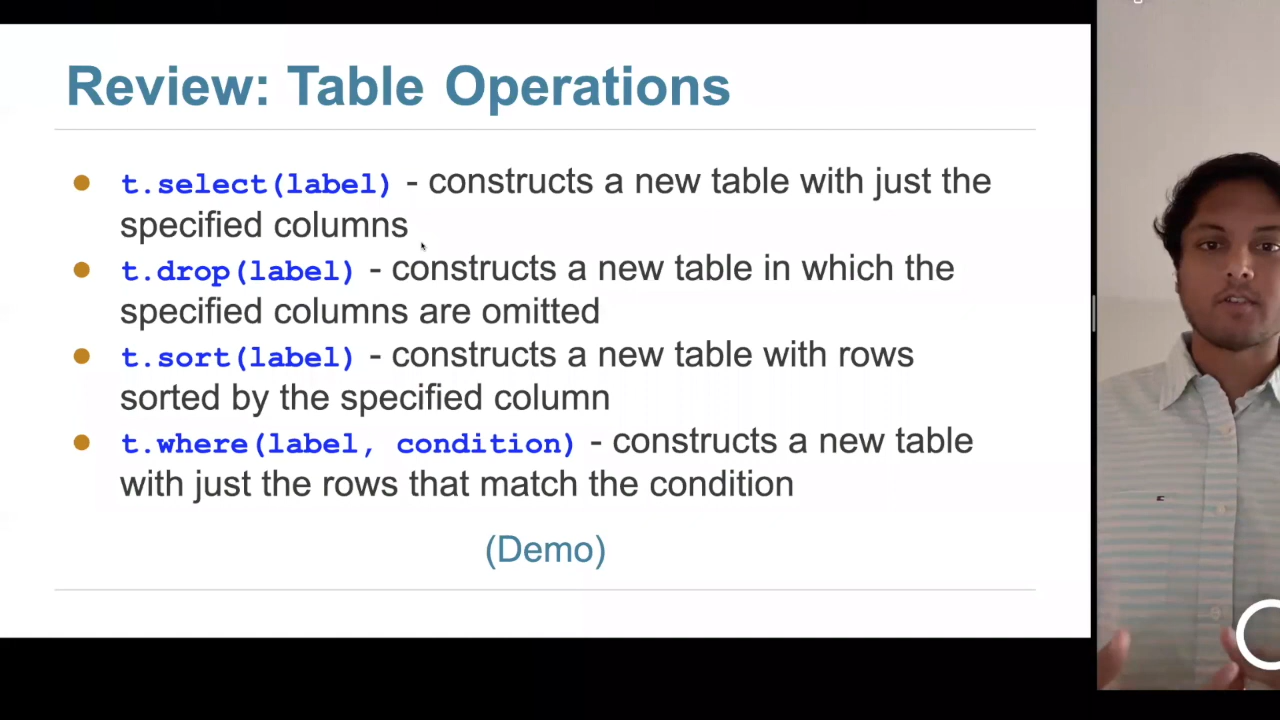 Review: Table Operations
t.select(label) - constructs a new table with just the
specified columns
t.drop(label) - constructs a new table in which the
specified columns are omitted
t.sort(label) - constructs a new table with rows
sorted by the specified column
t.where(label, condition) - constructs a new table
with just the rows that match the condition
(Demo)